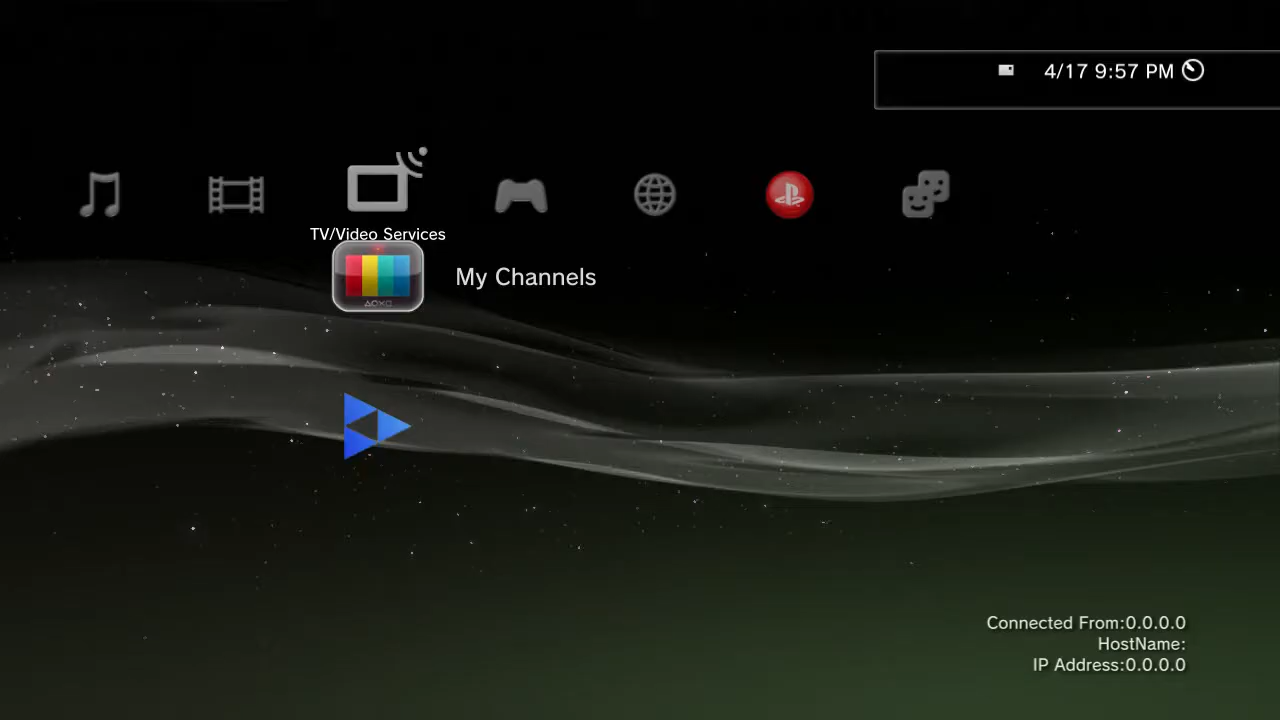 4/17 9:57 PM
TV/Video Services
My Channels
Connected From:0.0.0.0
HostName:
IP Address:0.0.0.0